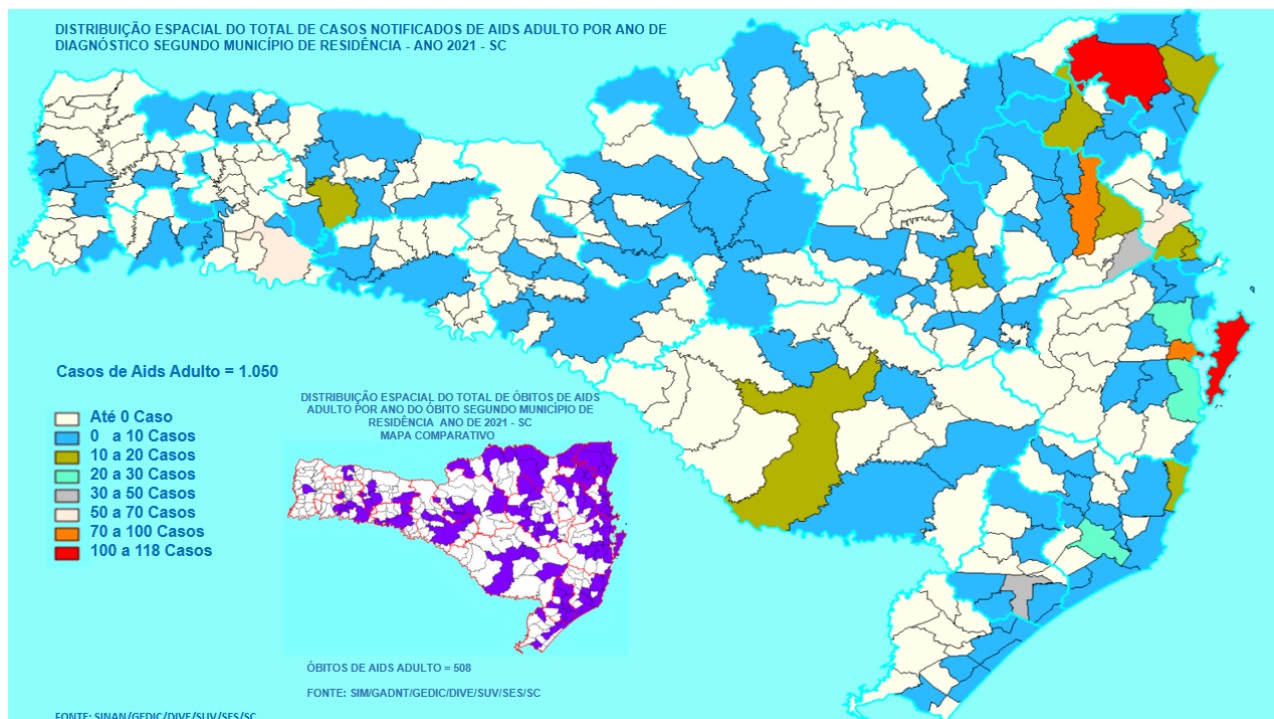 DISTRIBUIÇÃO ESPACIAL DO TOTAL DE CASOS NOTIFICADOS DE AIDS ADULTO POR ANO DE
DIAGNÓSTICO SEGUNDO MUNICÍPIO DE RESIDÊNCIA - ANO 2021 - SC
Casos de Aids Adulto = 1.050
Até 0 Caso
0 a 10 Casos
10 a 20 Casos
20 a 30 Casos
30 a 50 Casos
50 a 70 Casos
70 a 100 Casos
100 a 118 Casos
DISTRIBUIÇÃO ESPACIAL DO TOTAL DE ÓBITOS DE AIDS
ADULTO POR ANO DO ÓBITO SEGUNDO MUNICÍPIO DE
RESIDÊNCIA ANO DE 2021 - SC
MAPA COMPARATIVO
ÓBITOS DE AIDS ADULTO = 508
FONTE: SIM/GADNT/GEDIC/DIVE/SUV/SES/SC
FONTE: SINAN/GEDIC/DIVE/SUV/SES/SC